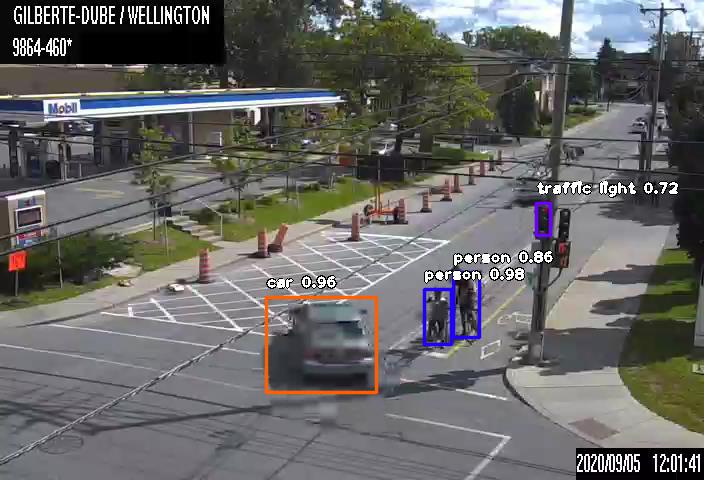 GILBERTE-DUBE / WELLINGTON
9864-460*
Mobil
traffic light 0.72
person 0.86
person 0.98
car 0.96
2020/09/05 12:01:41